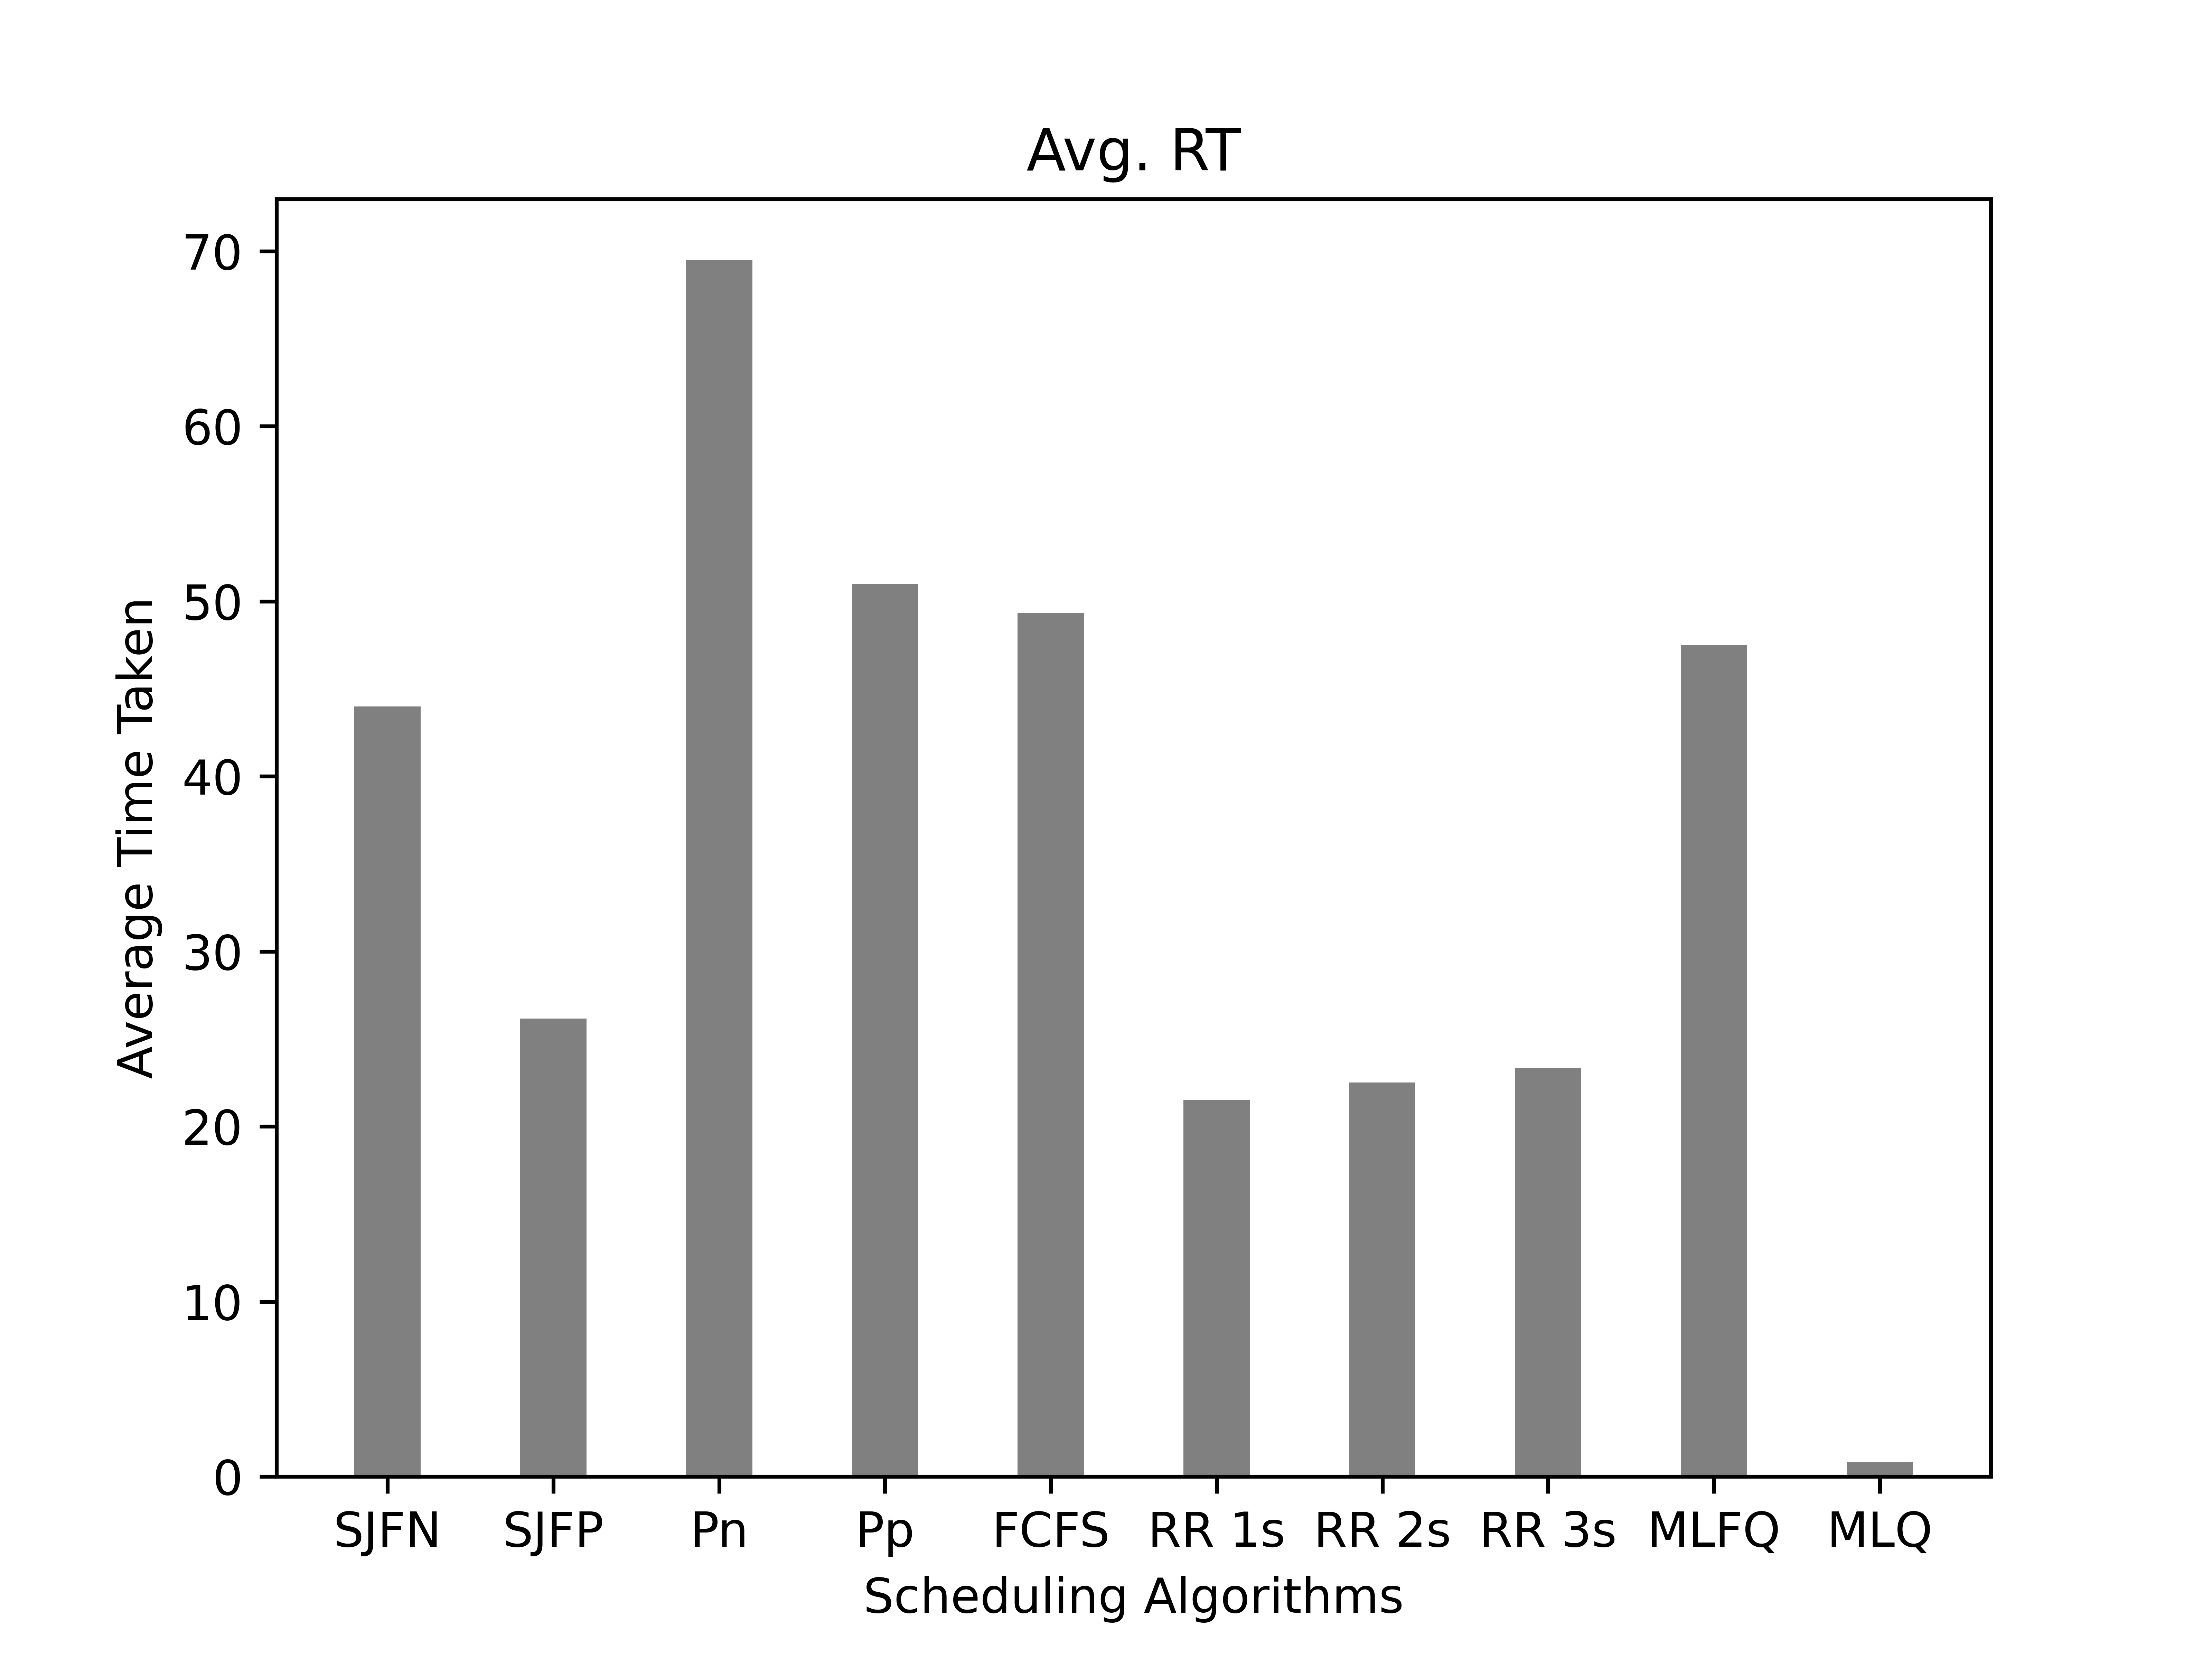 Avg. RT
70
60
50
40
30
20
10
0
Average Time Taken
SJFN SJFP Pn Pp FCFS RR 1s RR 2s RR 3s MLFQ MLQ
Scheduling Algorithms